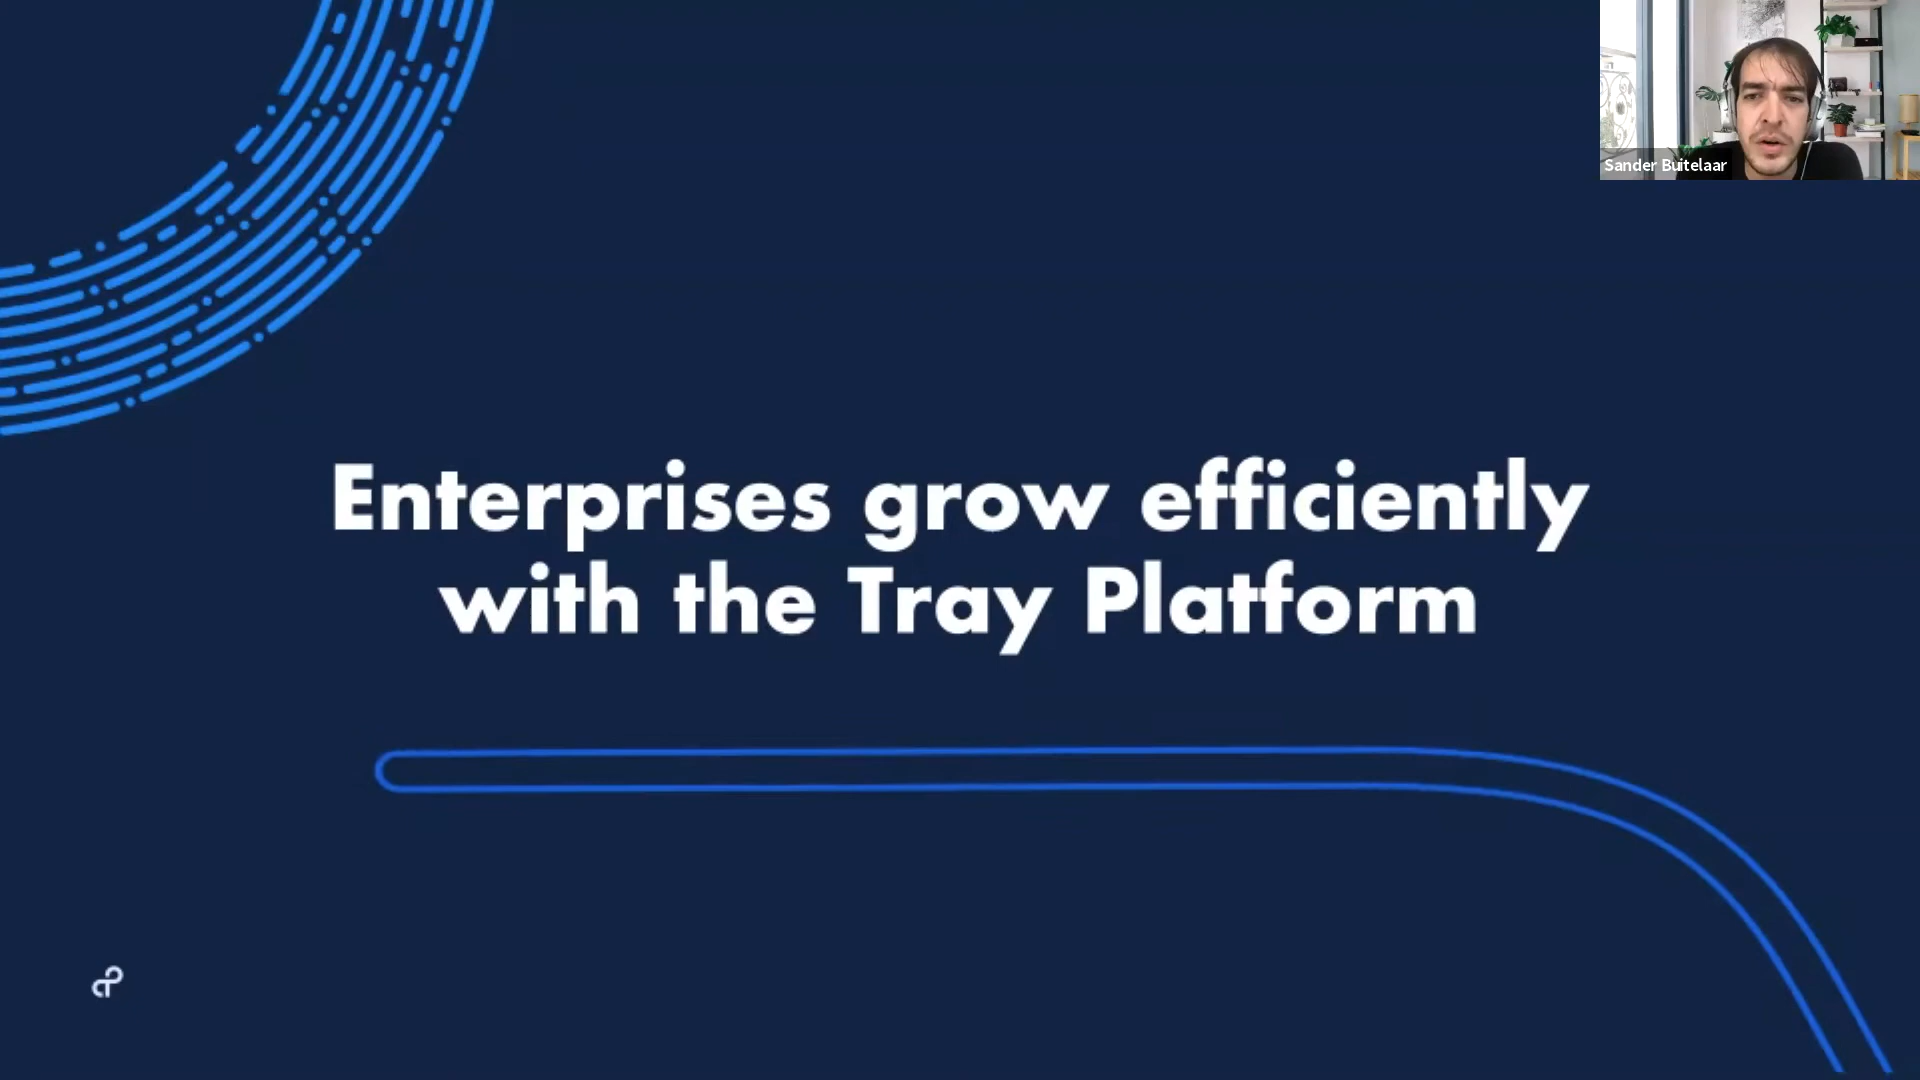 Sander Buitelaar
Enterprises grow efficiently
with the Tray Platform